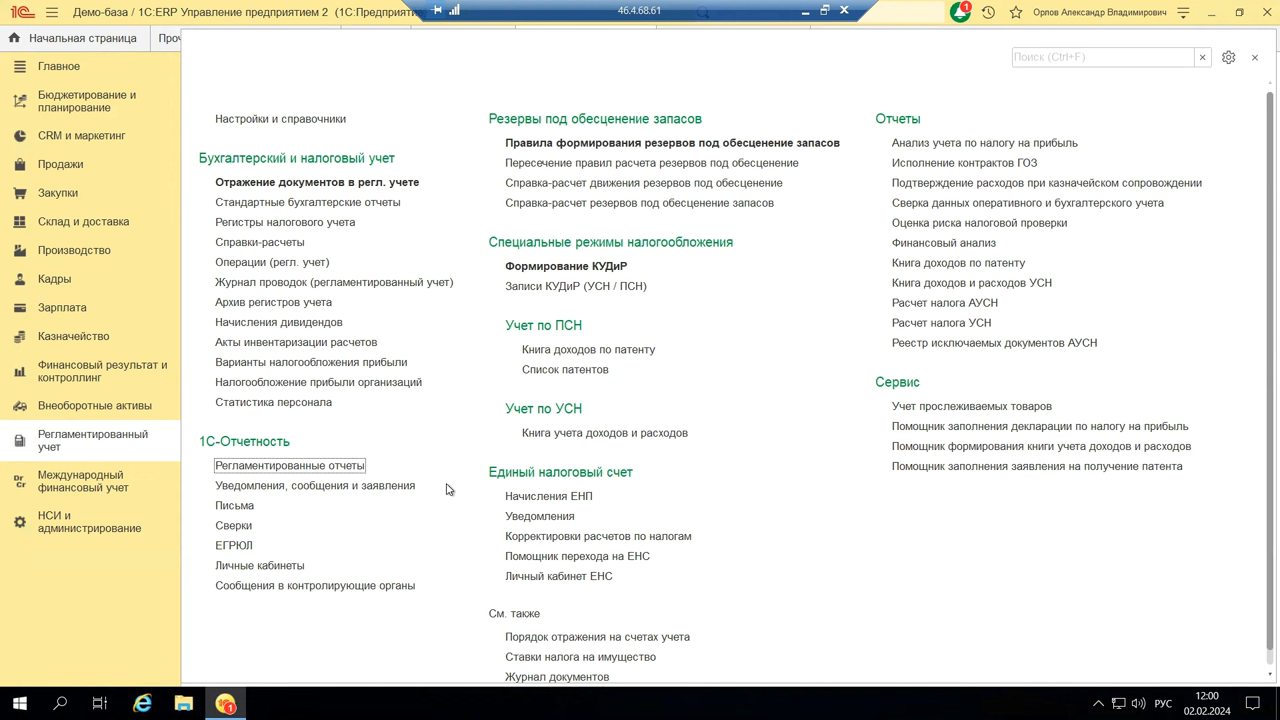 Демо-база / 1С:ERP Управление предприятием 2 (1С:Предприяти
46.4.68.61
1
Орлов Александр Владимирович
Начальная страница
Проч
Главное
Бюджетирование и
планирование
CRM и маркетинг
Продажи
Закупки
Склад и доставка
Производство
Кадры
Зарплата
Казначейство
Финансовый результат и
контроллинг
Внеоборотные активы
Регламентированный
учет
Международный
финансовый учет
НСИ и
администрирование
Поиск (Ctrl+F)
Настройки и справочники
Бухгалтерский и налоговый учет
Отражение документов в регл. учете
Стандартные бухгалтерские отчеты
Регистры налогового учета
Справки-расчеты
Операции (регл. учет)
Журнал проводок (регламентированный учет)
Архив регистров учета
Начисления дивидендов
Акты инвентаризации расчетов
Варианты налогообложения прибыли
Налогообложение прибыли организаций
Статистика персонала
1С-Отчетность
Регламентированные отчеты
Уведомления, сообщения и заявления
Письма
Сверки
ЕГРЮЛ
Личные кабинеты
Сообщения в контролирующие органы
Резервы под обесценение запасов
Правила формирования резервов под обесценение запасов
Пересечение правил расчета резервов под обесценение
Справка-расчет движения резервов под обесценение
Справка-расчет резервов под обесценение запасов
Специальные режимы налогообложения
Формирование КУДиР
Записи КУДиР (УСН / ПСН)
Учет по ПСН
Книга доходов по патенту
Список патентов
Учет по УСН
Книга учета доходов и расходов
Единый налоговый счет
Начисления ЕНП
Уведомления
Корректировки расчетов по налогам
Помощник перехода на ЕНС
Личный кабинет ЕНС
См. также
Порядок отражения на счетах учета
Ставки налога на имущество
Журнал документов
Отчеты
Анализ учета по налогу на прибыль
Исполнение контрактов ГОЗ
Подтверждение расходов при казначейском сопровождении
Сверка данных оперативного и бухгалтерского учета
Оценка риска налоговой проверки
Финансовый анализ
Книга доходов по патенту
Книга доходов и расходов УСН
Расчет налога АУСН
Расчет налога УСН
Реестр исключаемых документов АУСН
Сервис
Учет прослеживаемых товаров
Помощник заполнения декларации по налогу на прибыль
Помощник формирования книги учета доходов и расходов
Помощник заполнения заявления на получение патента
Dr
Cr
1
РУС
12:00
02.02.2024